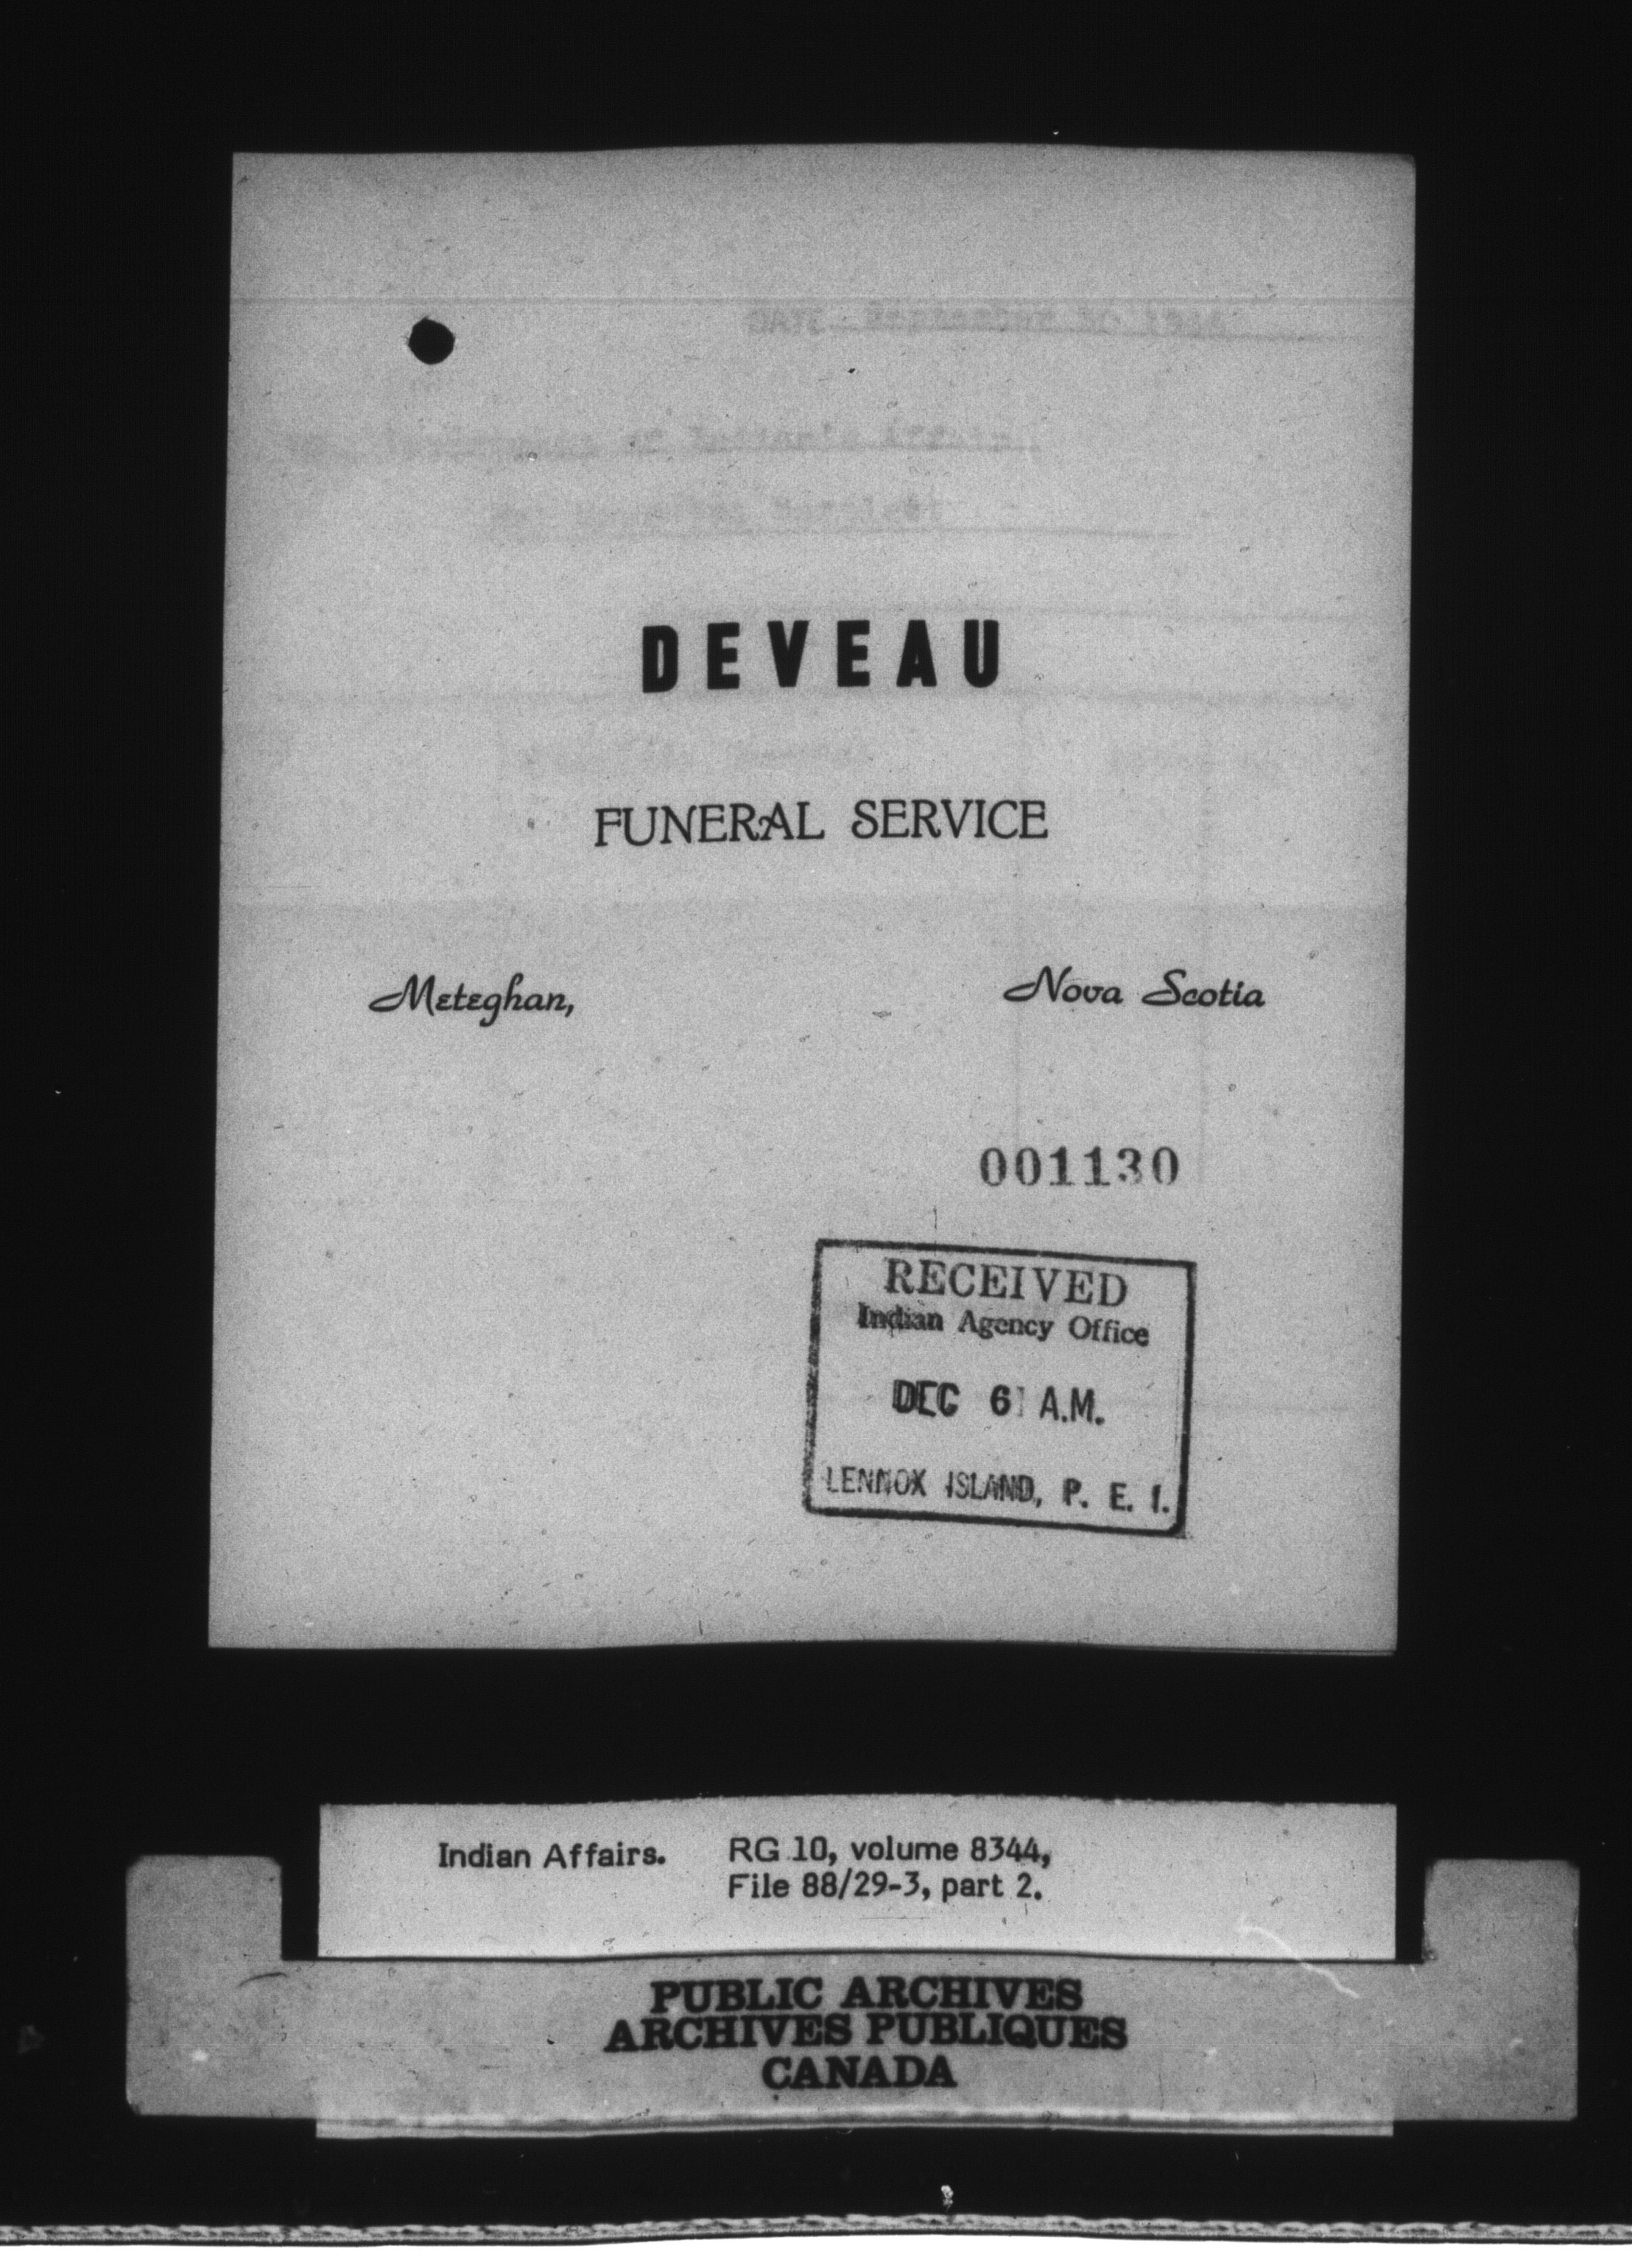 DEVEAU
FUNERAL SERVICE
Meteghan, Nova Scotia
001130
RECEIVED
Indian Agency Office
DEC 6 A.M.
LENNOX ISLAND, P. E. I.
Indian Affairs. RG 10, volume 8344,
File 88/29-3, part 2.
PUBLIC ARCHIVES
ARCHIVES PUBLIQUES
CANADA